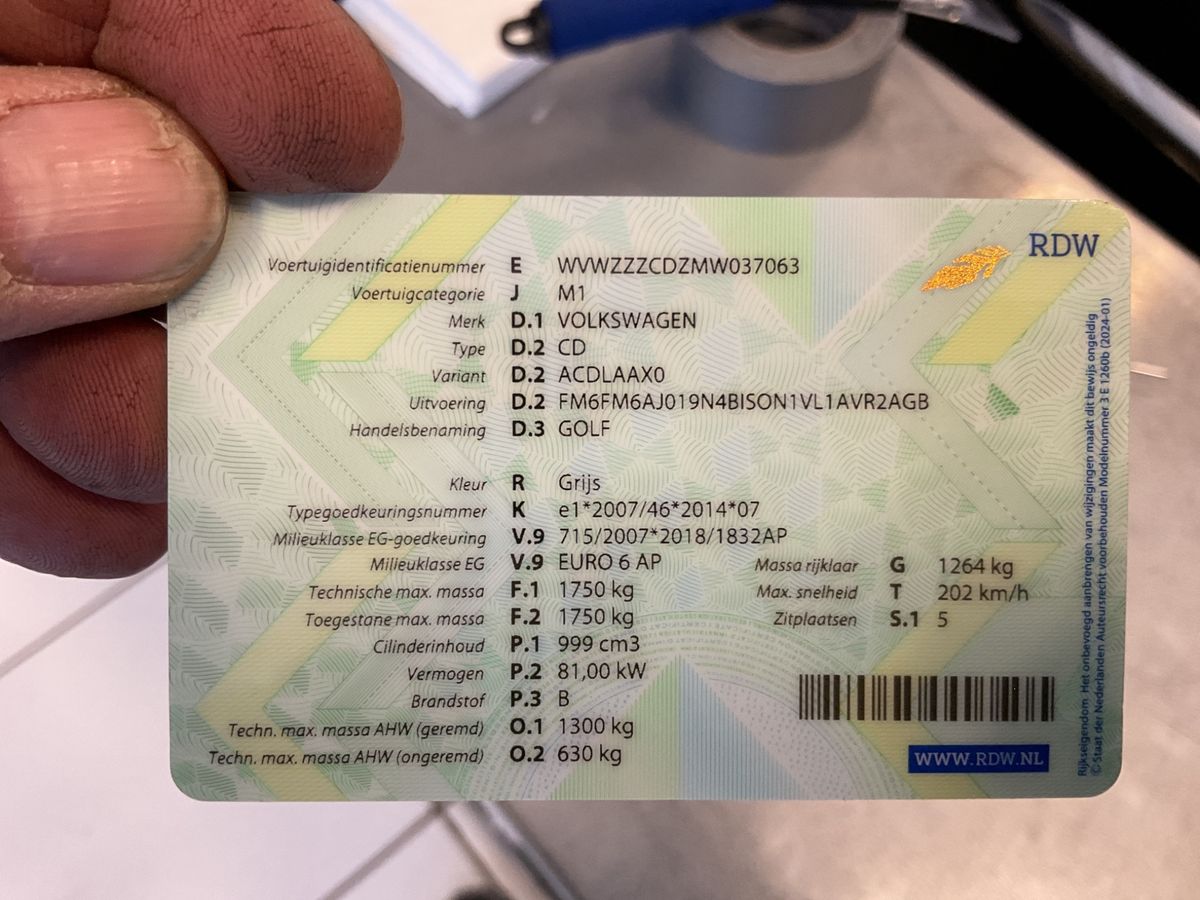 RDW
Voertuigidentificatienummer E WVWZZZCDZMW037063
Voertuigcategorie J M1
Merk D.1 VOLKSWAGEN
Type D.2 CD
Variant D.2 ACDLAAX0
Uitvoering D.2 FM6FM6AJ019N4BISON1VL1AVR2AGB
Handelsbenaming D.3 GOLF
Kleur R Grijs
Typegoedkeuringsnummer K e1*2007/46*2014*07
Milieuklasse EG-goedkeuring V.9 715/2007*2018/1832AP
Milieuklasse EG V.9 EURO 6 AP
Massa rijklaar G 1264 kg
Technische max. massa F.1 1750 kg
Max. snelheid T 202 km/h
Toegestane max. massa F.2 1750 kg
Zitplaatsen S.1 5
Cilinderinhoud P.1 999 cm3
Vermogen P.2 81,00 kW
Brandstof P.3 B
Techn. max. massa AHW (geremd) O.1 1300 kg
Techn. max. massa AHW (ongeremd) O.2 630 kg
WWW.RDW.NL
Rijkseigendom. Het onbevoegd aanbrengen van wijzigingen maakt dit bewijs ongeldig
© Staat der Nederlanden Auteursrecht voorbehouden Modelnummer 3 E 1260b (2024-01)